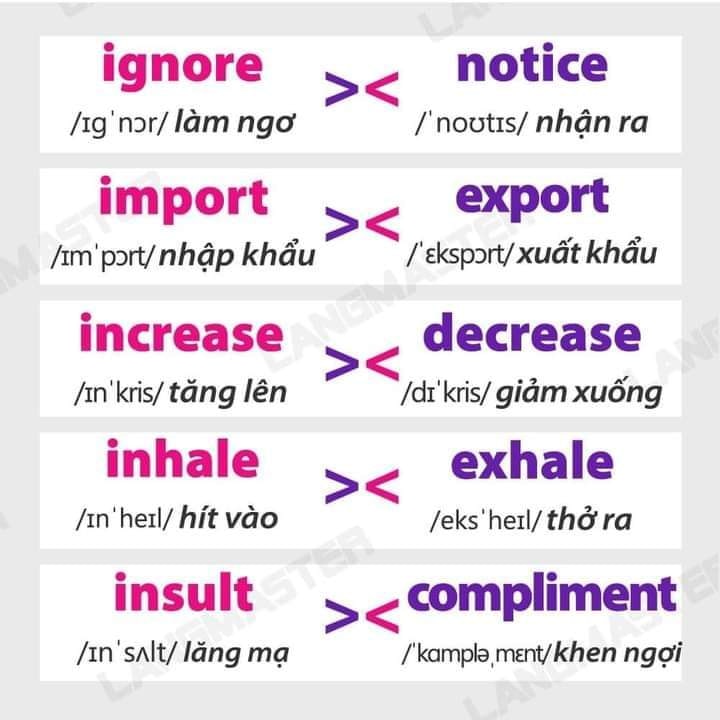 ignore >< notice
/ɪgˈnɔr/ làm ngơ /ˈnoʊtɪs/ nhận ra
import >< export
/ɪmˈpɔrt/ nhập khẩu /ˈɛkspɔrt/ xuất khẩu
increase >< decrease
/ɪnˈkris/ tăng lên /dɪˈkris/ giảm xuống
inhale >< exhale
/ɪnˈheɪl/ hít vào /eksˈheɪl/ thở ra
insult >< compliment
/ɪnˈsʌlt/ lăng mạ /ˈkɑmpləˌmɛnt/ khen ngợi
LANGMASTER